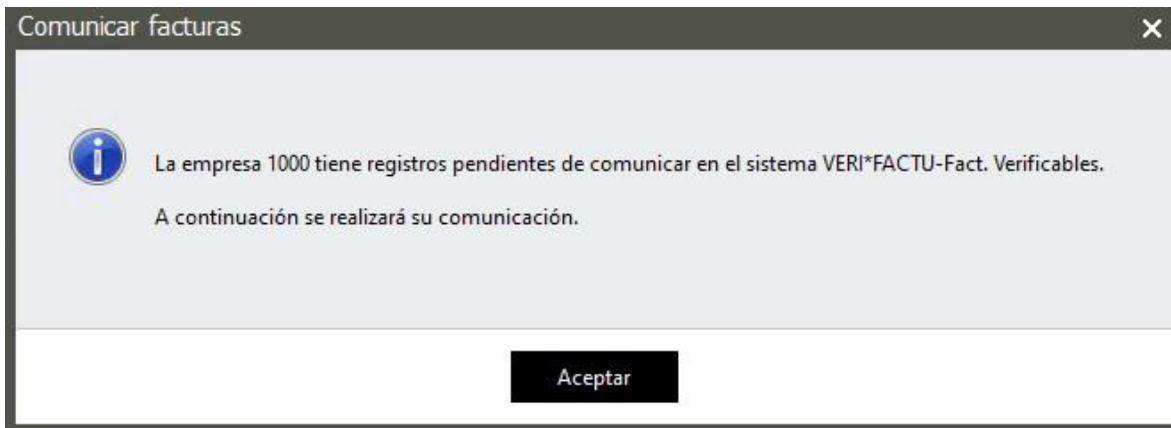 Comunicar facturas
La empresa 1000 tiene registros pendientes de comunicar en el sistema VERI*FACTU-Fact. Verificables.
A continuación se realizará su comunicación.
Aceptar